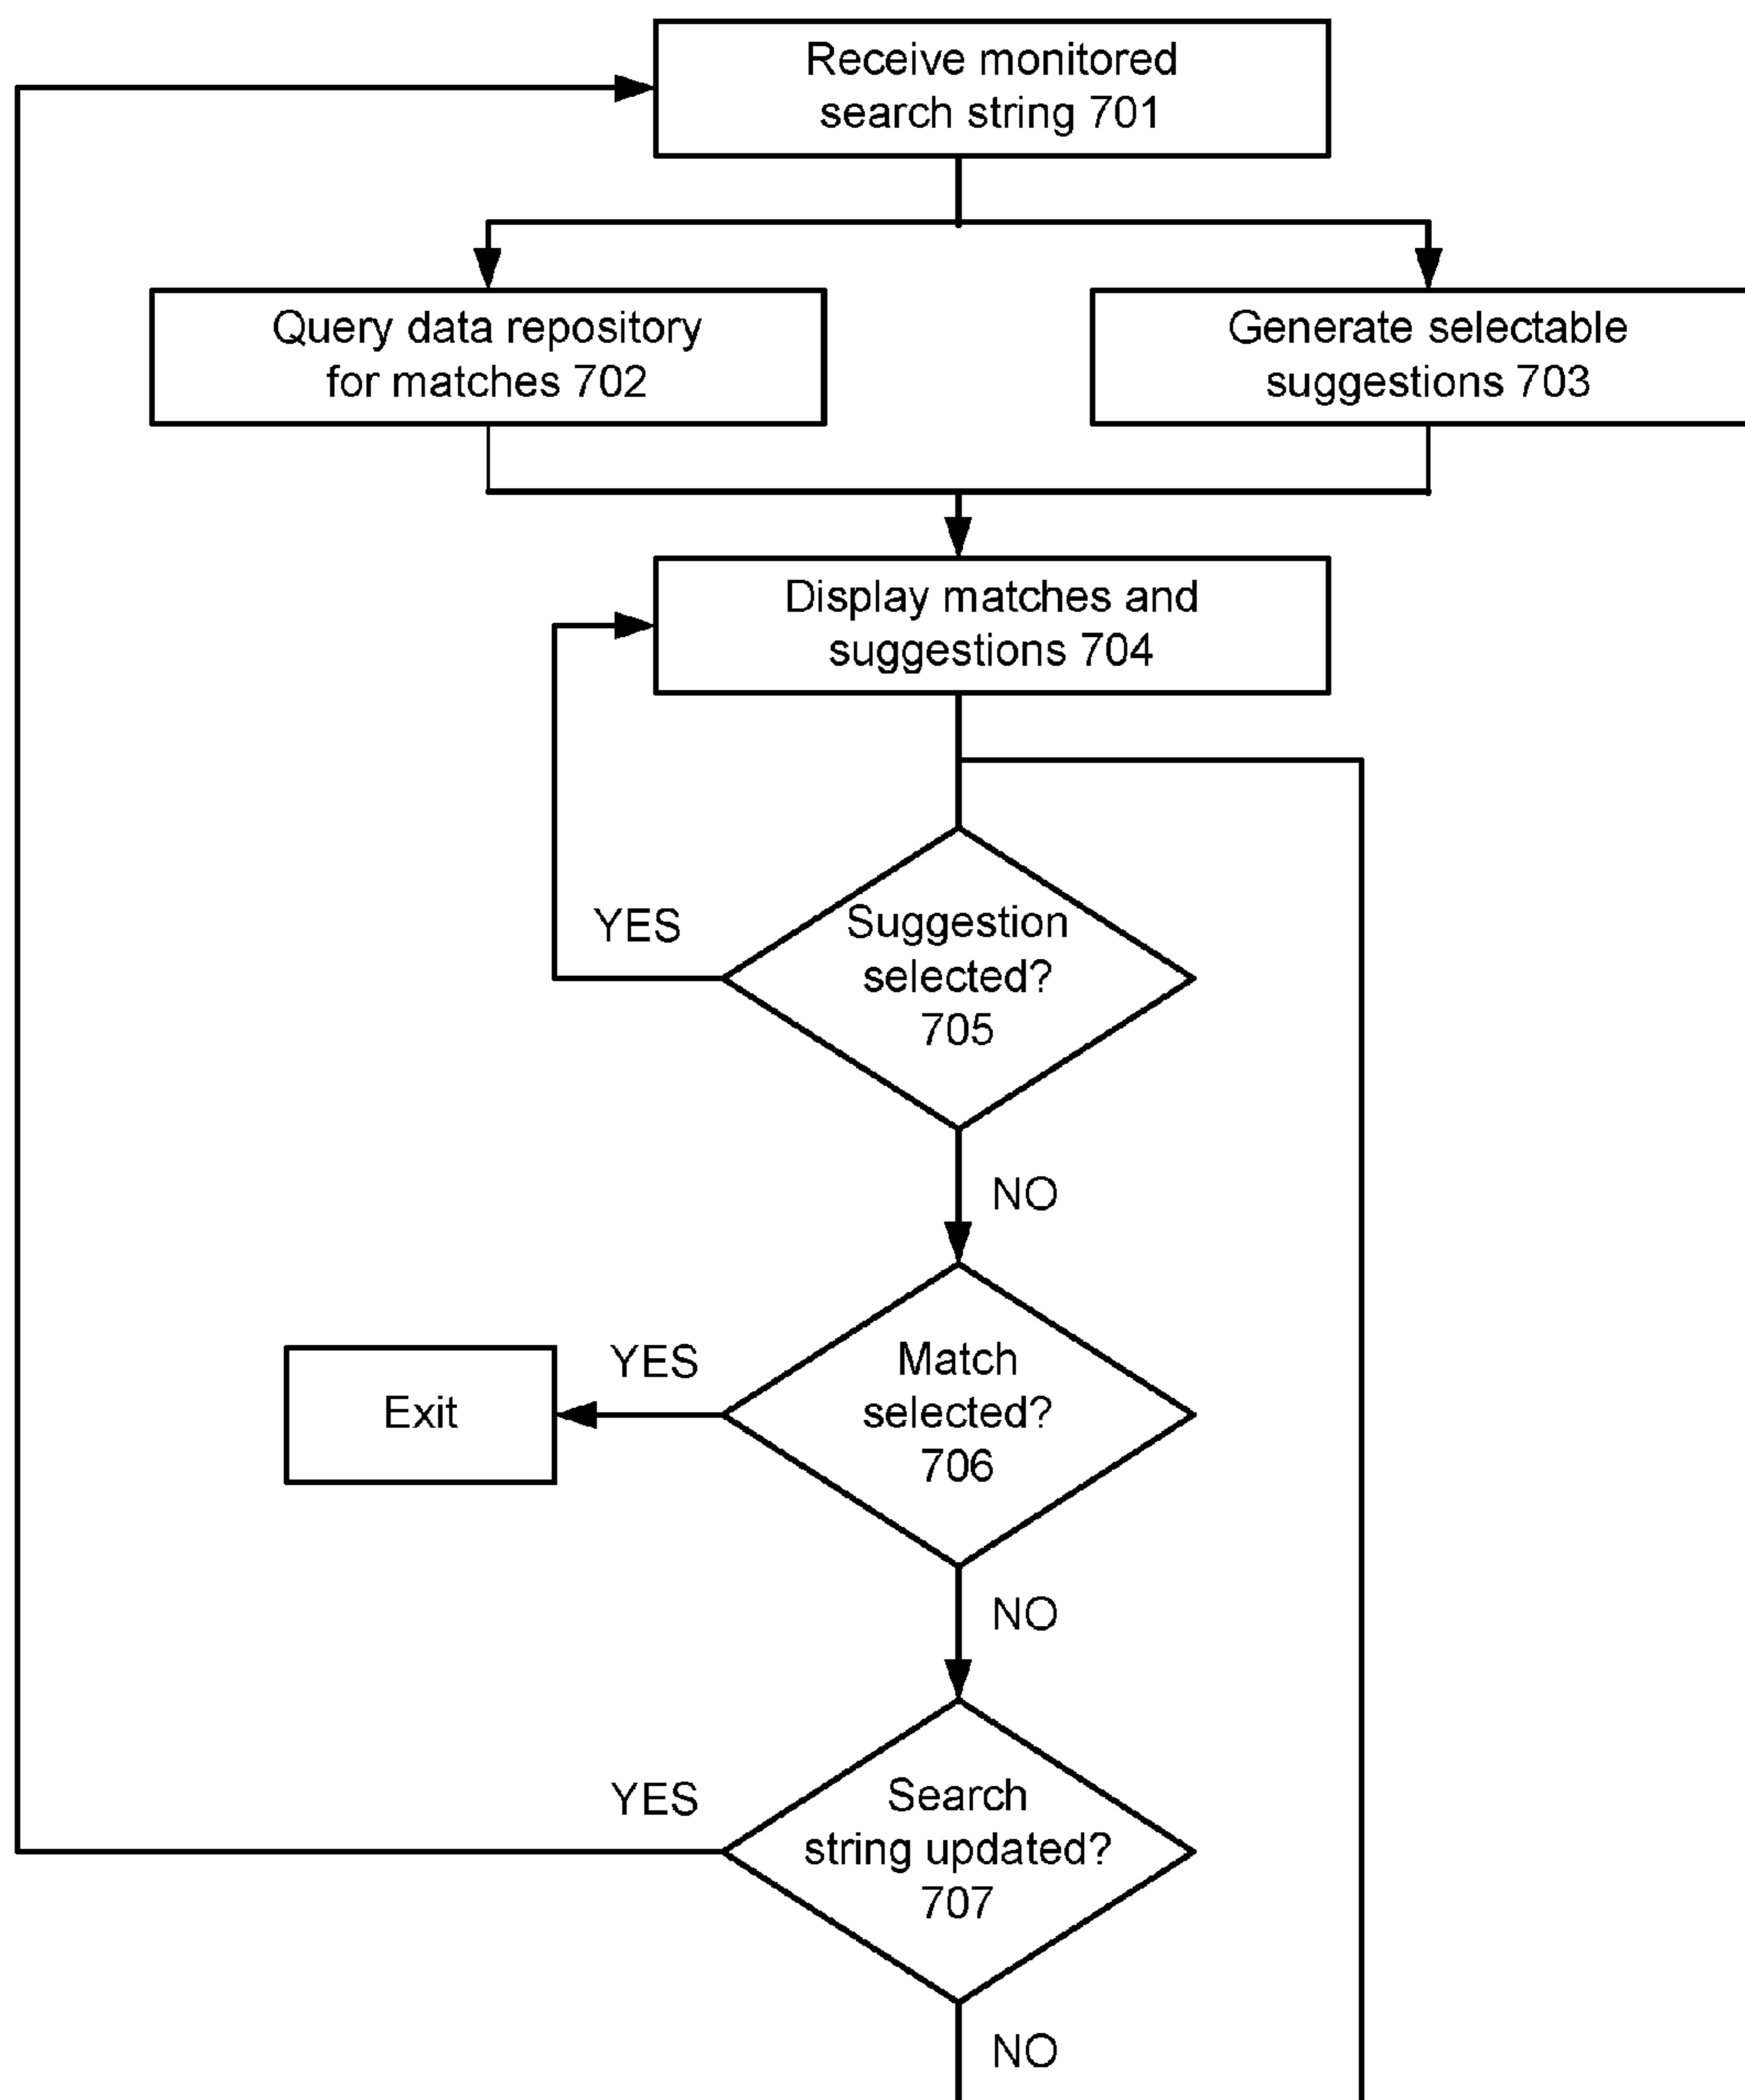 Receive monitored
search string 701
Query data repository
for matches 702
Generate selectable
suggestions 703
Display matches and
suggestions 704
YES
Suggestion
selected?
705
NO
YES
Match
selected?
706
Exit
NO
YES
Search
string updated?
707
NO